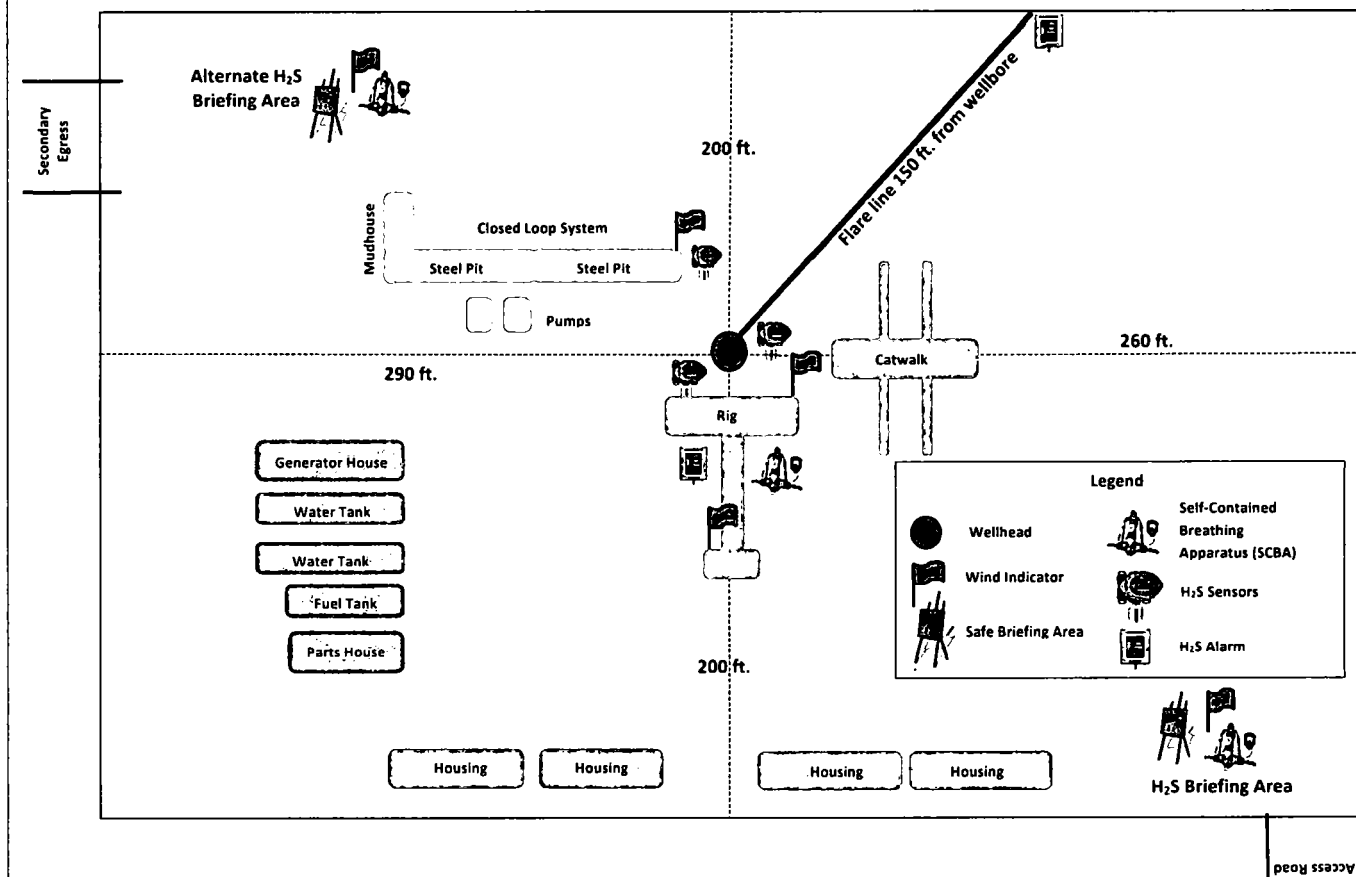 Alternate H₂S
Briefing Area
Secondary
Egress
200 ft.
Flare line 150 ft. from wellbore
Mudhouse
Closed Loop System
Steel Pit
Steel Pit
Pumps
290 ft.
260 ft.
Catwalk
Rig
Generator House
Water Tank
Water Tank
Fuel Tank
Parts House
200 ft.
Legend
Wellhead
Wind Indicator
Safe Briefing Area
Self-Contained
Breathing
Apparatus (SCBA)
H₂S Sensors
H₂S Alarm
Housing
Housing
Housing
Housing
H₂S Briefing Area
Access Road